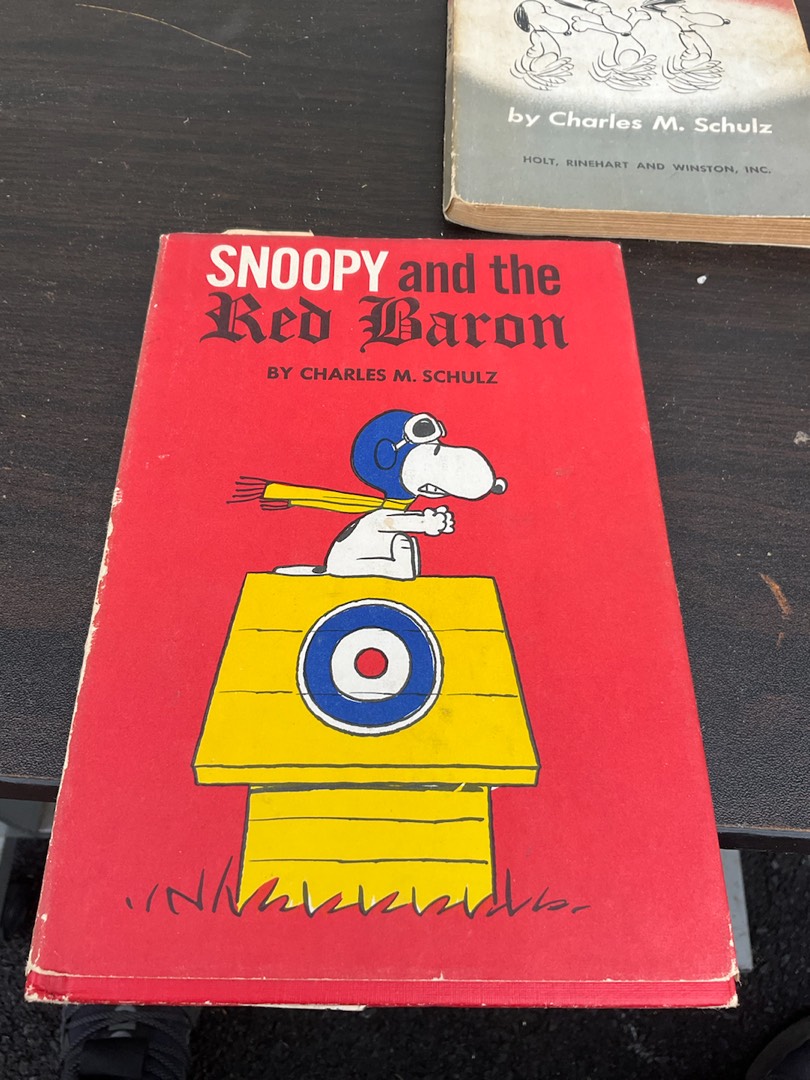 by Charles M. Schulz
HOLT, RINEHART AND WINSTON, INC.
SNOOPY and the
Red Baron
BY CHARLES M. SCHULZ